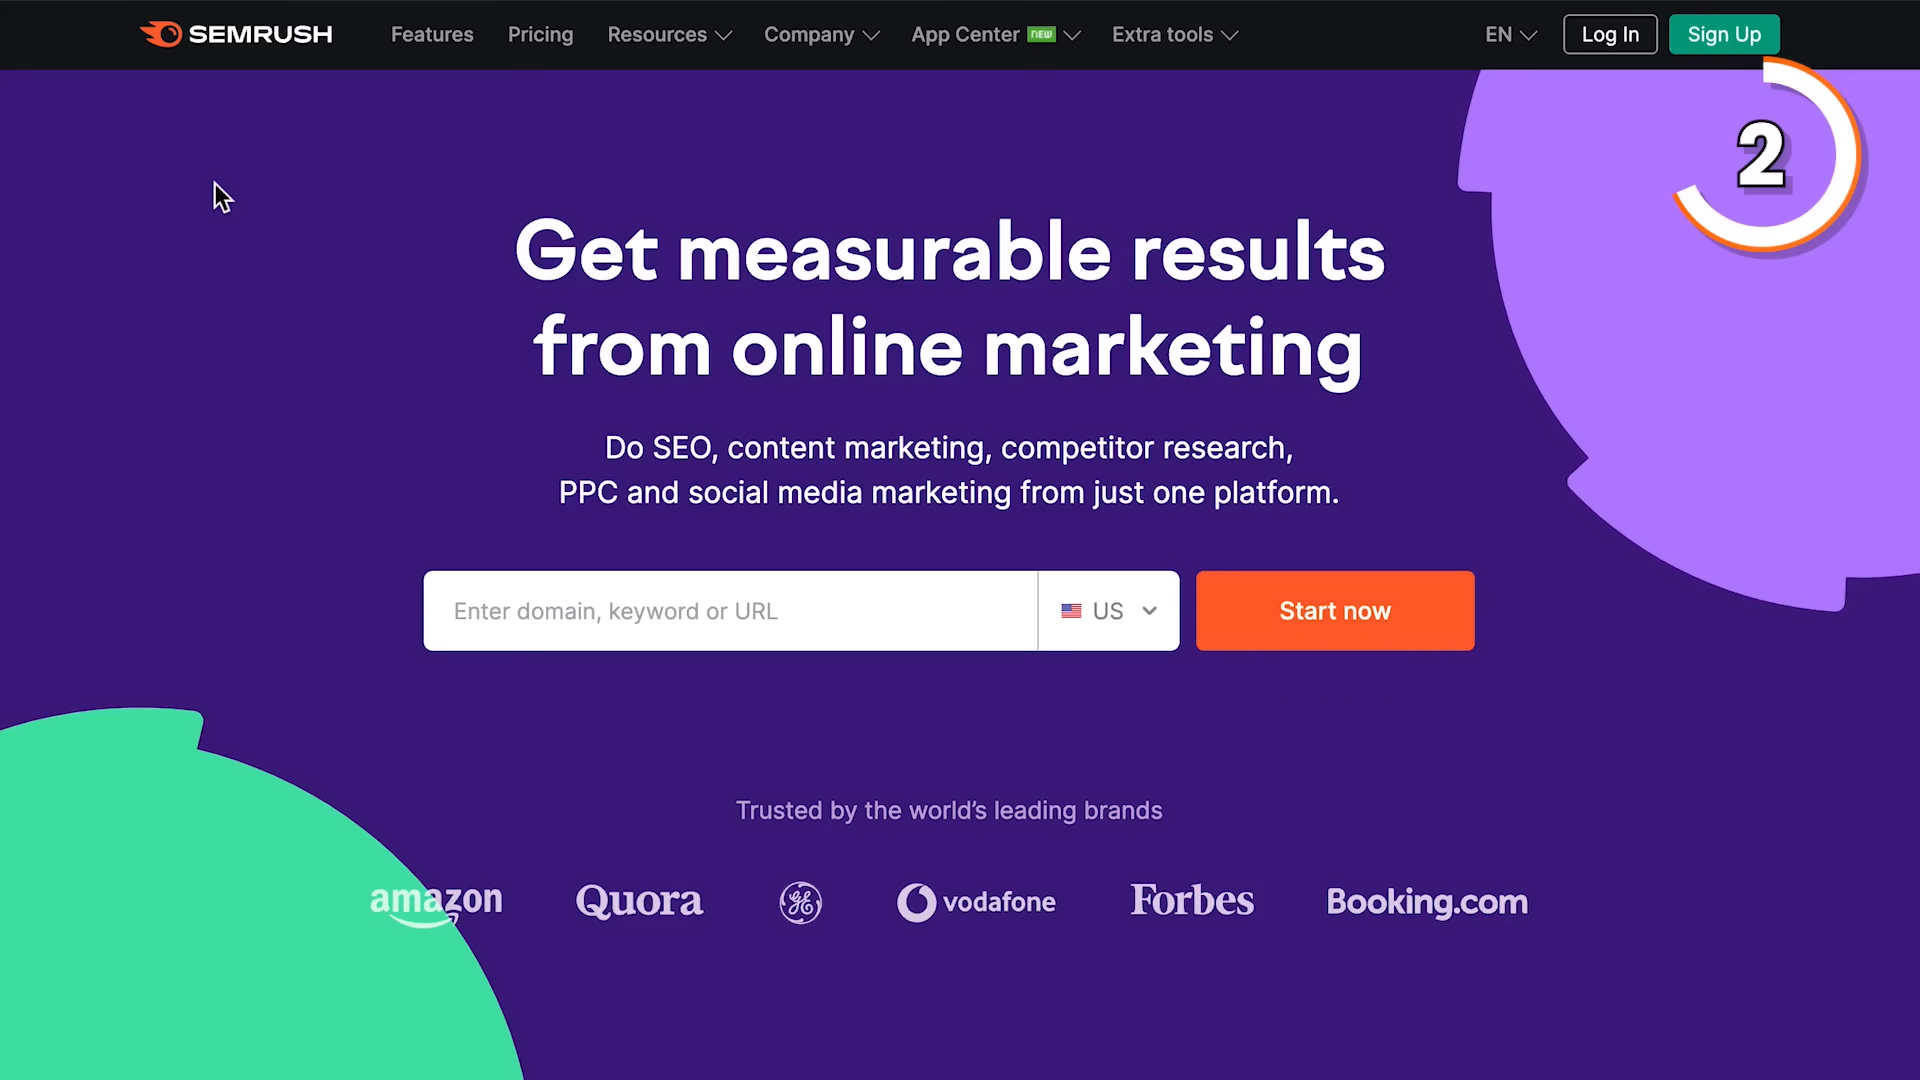 SEMRUSH Features Pricing Resources Company App Center NEW Extra tools EN Log In Sign Up
2
Get measurable results
from online marketing
Do SEO, content marketing, competitor research,
PPC and social media marketing from just one platform.
Enter domain, keyword or URL US Start now
Trusted by the world’s leading brands
amazon Quora GE vodafone Forbes Booking.com